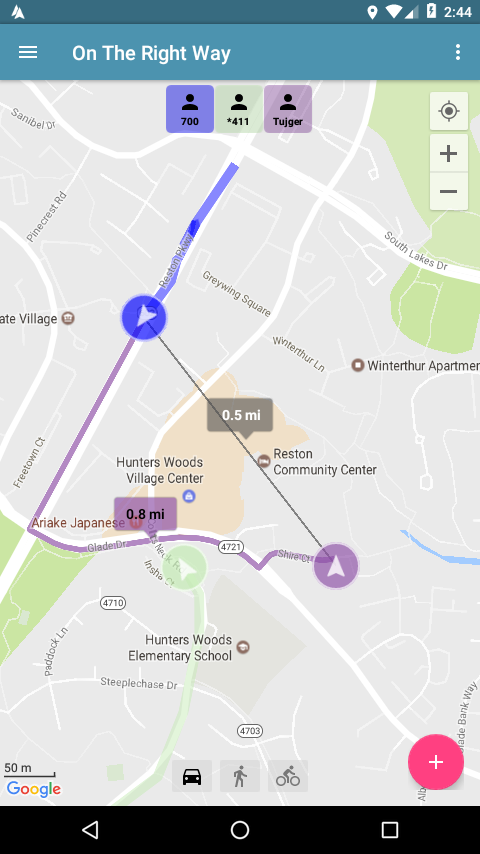 2:44
On The Right Way
700
*411
Tujger
Sanibel Dr
Pinecrest Rd
Reston Pkwy
South Lakes Dr
Greywing Square
ate Village
Winterthur Ln
Winterthur Apartmen
0.5 mi
Freetown Ct
Reston
Community Center
Hunters Woods
Village Center
0.8 mi
Ariake Japanese
Glade Dr
4721
Shire Ct
4710
Hunters Woods
Elementary School
Paddock Ln
Steeplechase Dr
4703
Glade Bank Way
50 m
Google